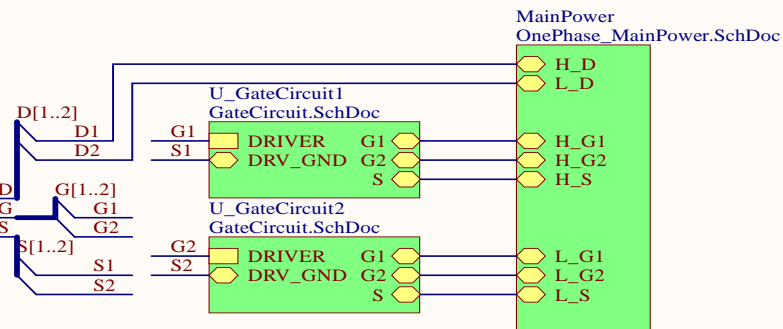 MainPower
OnePhase_MainPower.SchDoc
H_D
L_D
U_GateCircuit1
GateCircuit.SchDoc
D[1..2]
D1
D2
G1
S1
DRIVER
G1
DRV_GND
G2
S
H_G1
H_G2
H_S
D
G
S
G[1..2]
G1
G2
S[1..2]
S1
S2
U_GateCircuit2
GateCircuit.SchDoc
G2
S2
DRIVER
G1
DRV_GND
G2
S
L_G1
L_G2
L_S